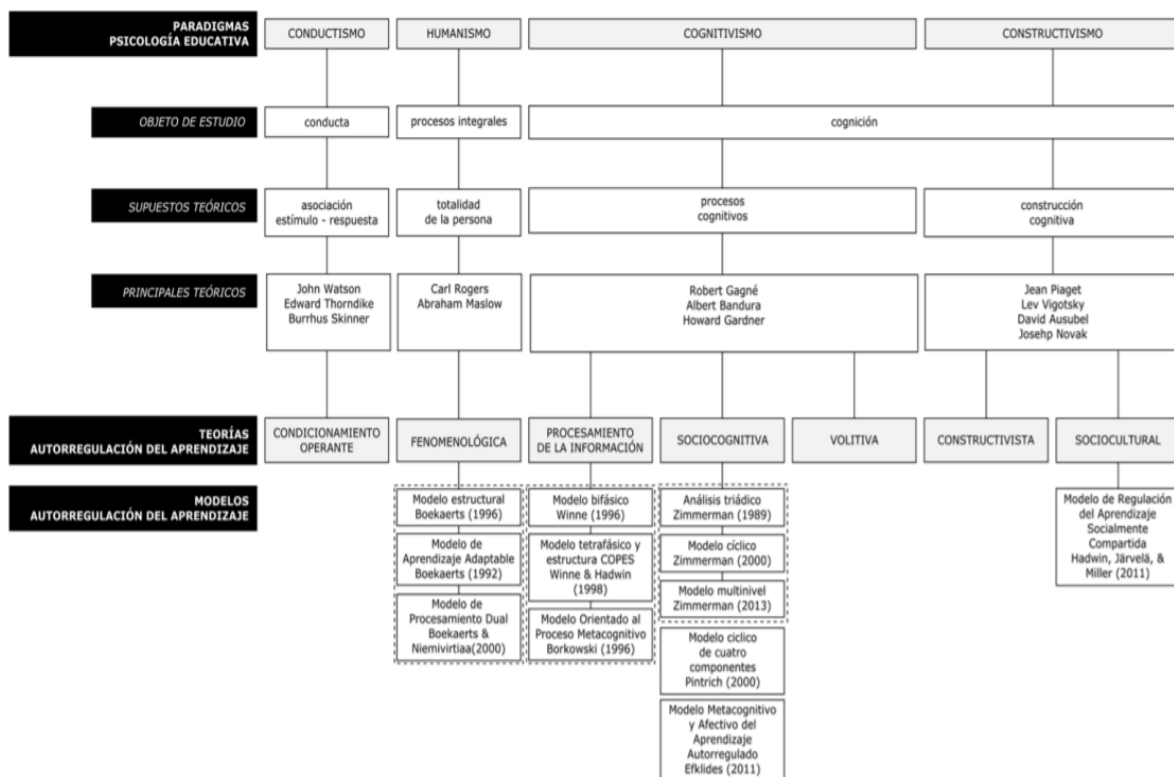 PARADIGMAS
PSICOLOGÍA EDUCATIVA
CONDUCTISMO
HUMANISMO
COGNITIVISMO
CONSTRUCTIVISMO
OBJETO DE ESTUDIO
conducta
procesos integrales
cognición
SUPUESTOS TEÓRICOS
asociación
estímulo - respuesta
totalidad
de la persona
procesos
cognitivos
construcción
cognitiva
PRINCIPALES TEÓRICOS
John Watson
Edward Thorndike
Burrhus Skinner
Carl Rogers
Abraham Maslow
Robert Gagné
Albert Bandura
Howard Gardner
Jean Piaget
Lev Vigotsky
David Ausubel
Josehp Novak
TEORÍAS
AUTORREGULACIÓN DEL APRENDIZAJE
CONDICIONAMIENTO
OPERANTE
FENOMENOLÓGICA
PROCESAMIENTO
DE LA INFORMACIÓN
SOCIOCOGNITIVA
VOLITIVA
CONSTRUCTIVISTA
SOCIOCULTURAL
MODELOS
AUTORREGULACIÓN DEL APRENDIZAJE
Modelo estructural
Boekaerts (1996)
Modelo de
Aprendizaje Adaptable
Boekaerts (1992)
Modelo de
Procesamiento Dual
Boekaerts &
Niemivirtiaa(2000)
Modelo bifásico
Winne (1996)
Modelo tetrafásico y
estructura COPES
Winne & Hadwin
(1998)
Modelo Orientado al
Proceso Metacognitivo
Borkowski (1996)
Análisis triádico
Zimmerman (1989)
Modelo cíclico
Zimmerman (2000)
Modelo multinivel
Zimmerman (2013)
Modelo cíclico
de cuatro
componentes
Pintrich (2000)
Modelo Metacognitivo
y Afectivo del
Aprendizaje
Autorregulado
Efklides (2011)
Modelo de Regulación
del Aprendizaje
Socialmente
Compartida
Hadwin, Järvelä, &
Miller (2011)